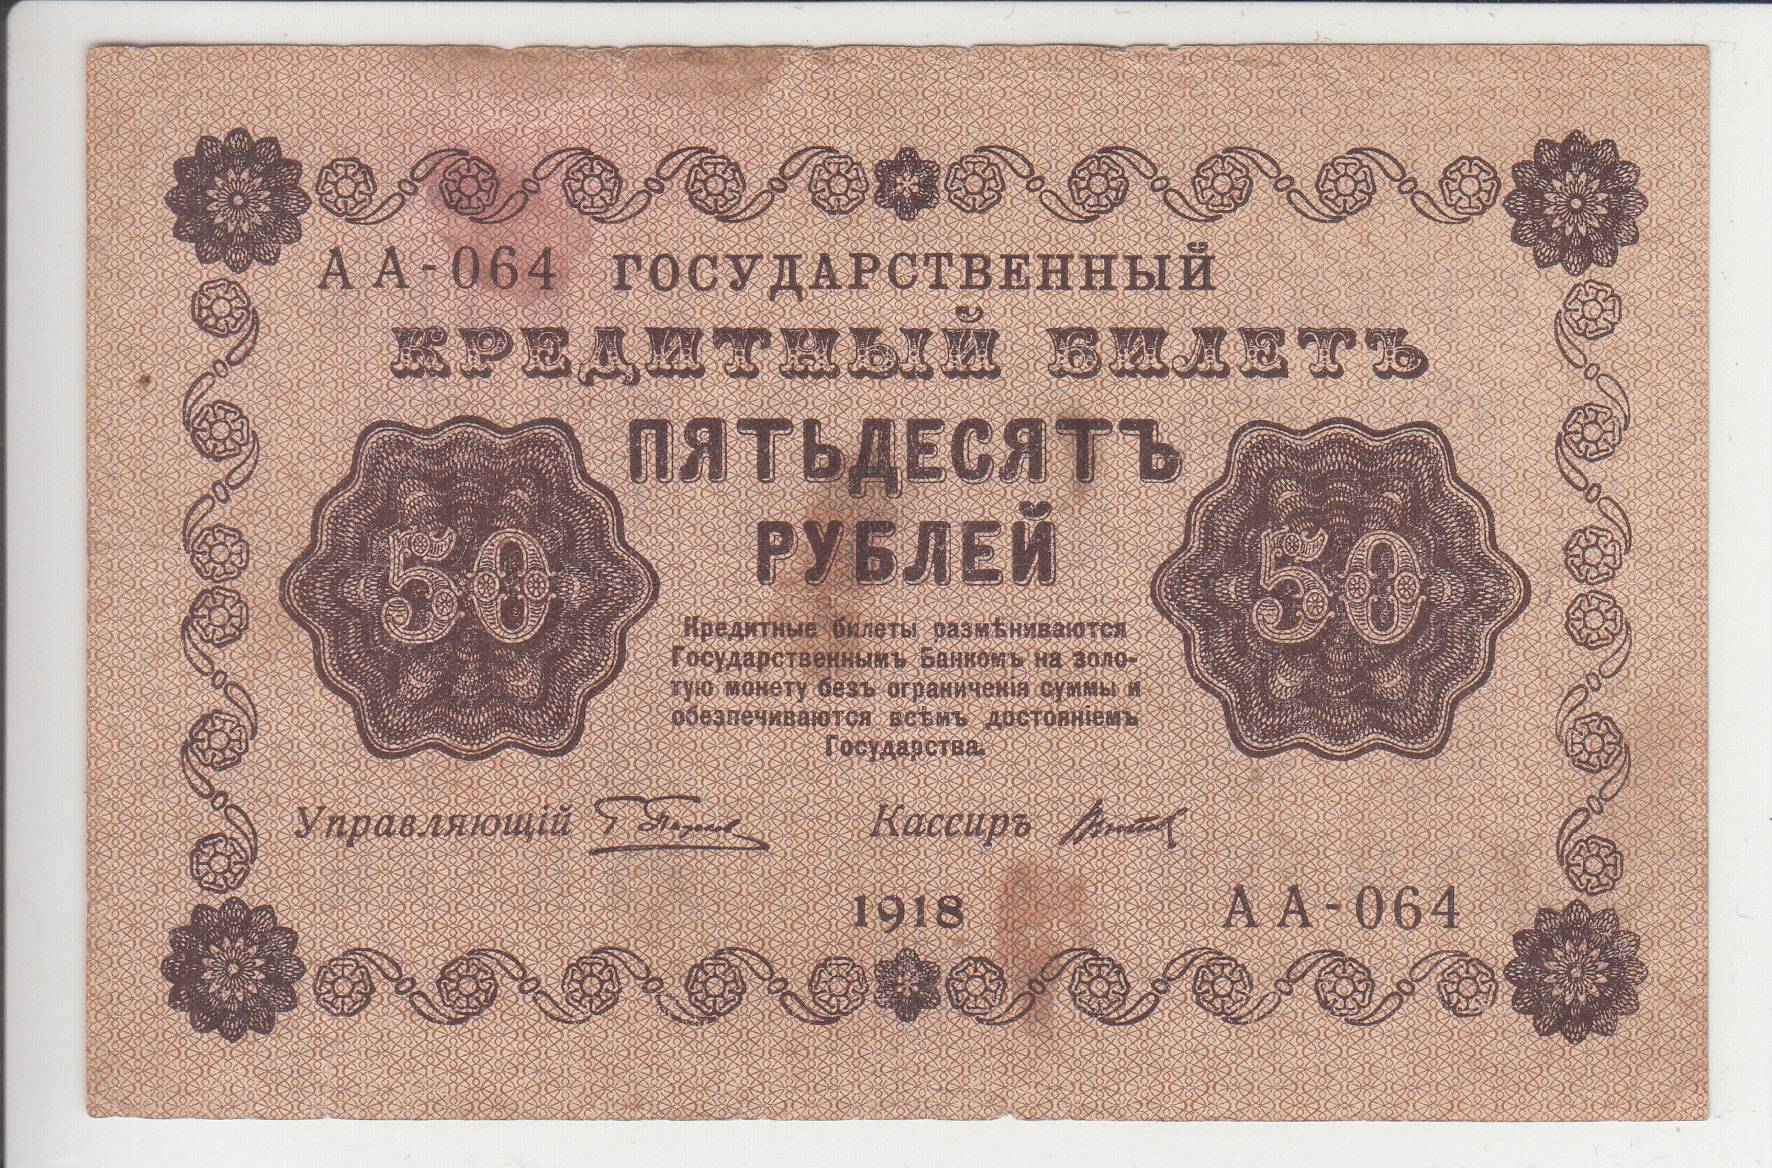 АА-064 ГОСУДАРСТВЕННЫЙ
КРЕДИТНЫЙ БИЛЕТЪ
ПЯТЬДЕСЯТЪ
РУБЛЕЙ
50
50
Кредитные билеты размѣниваются
Государственнымъ Банкомъ на золо-
тую монету безъ ограниченія суммы и
обезпечиваются всѣмъ достояніемъ
Государства.
Управляющій
Кассиръ
1918
АА-064